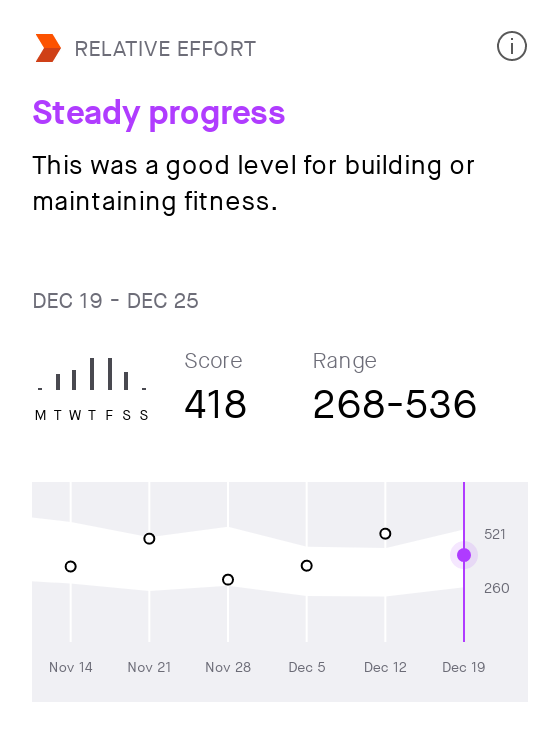 RELATIVE EFFORT
Steady progress
This was a good level for building or
maintaining fitness.
DEC 19 - DEC 25
Score
Range
418
268-536
M T W T F S S
521
260
Nov 14
Nov 21
Nov 28
Dec 5
Dec 12
Dec 19